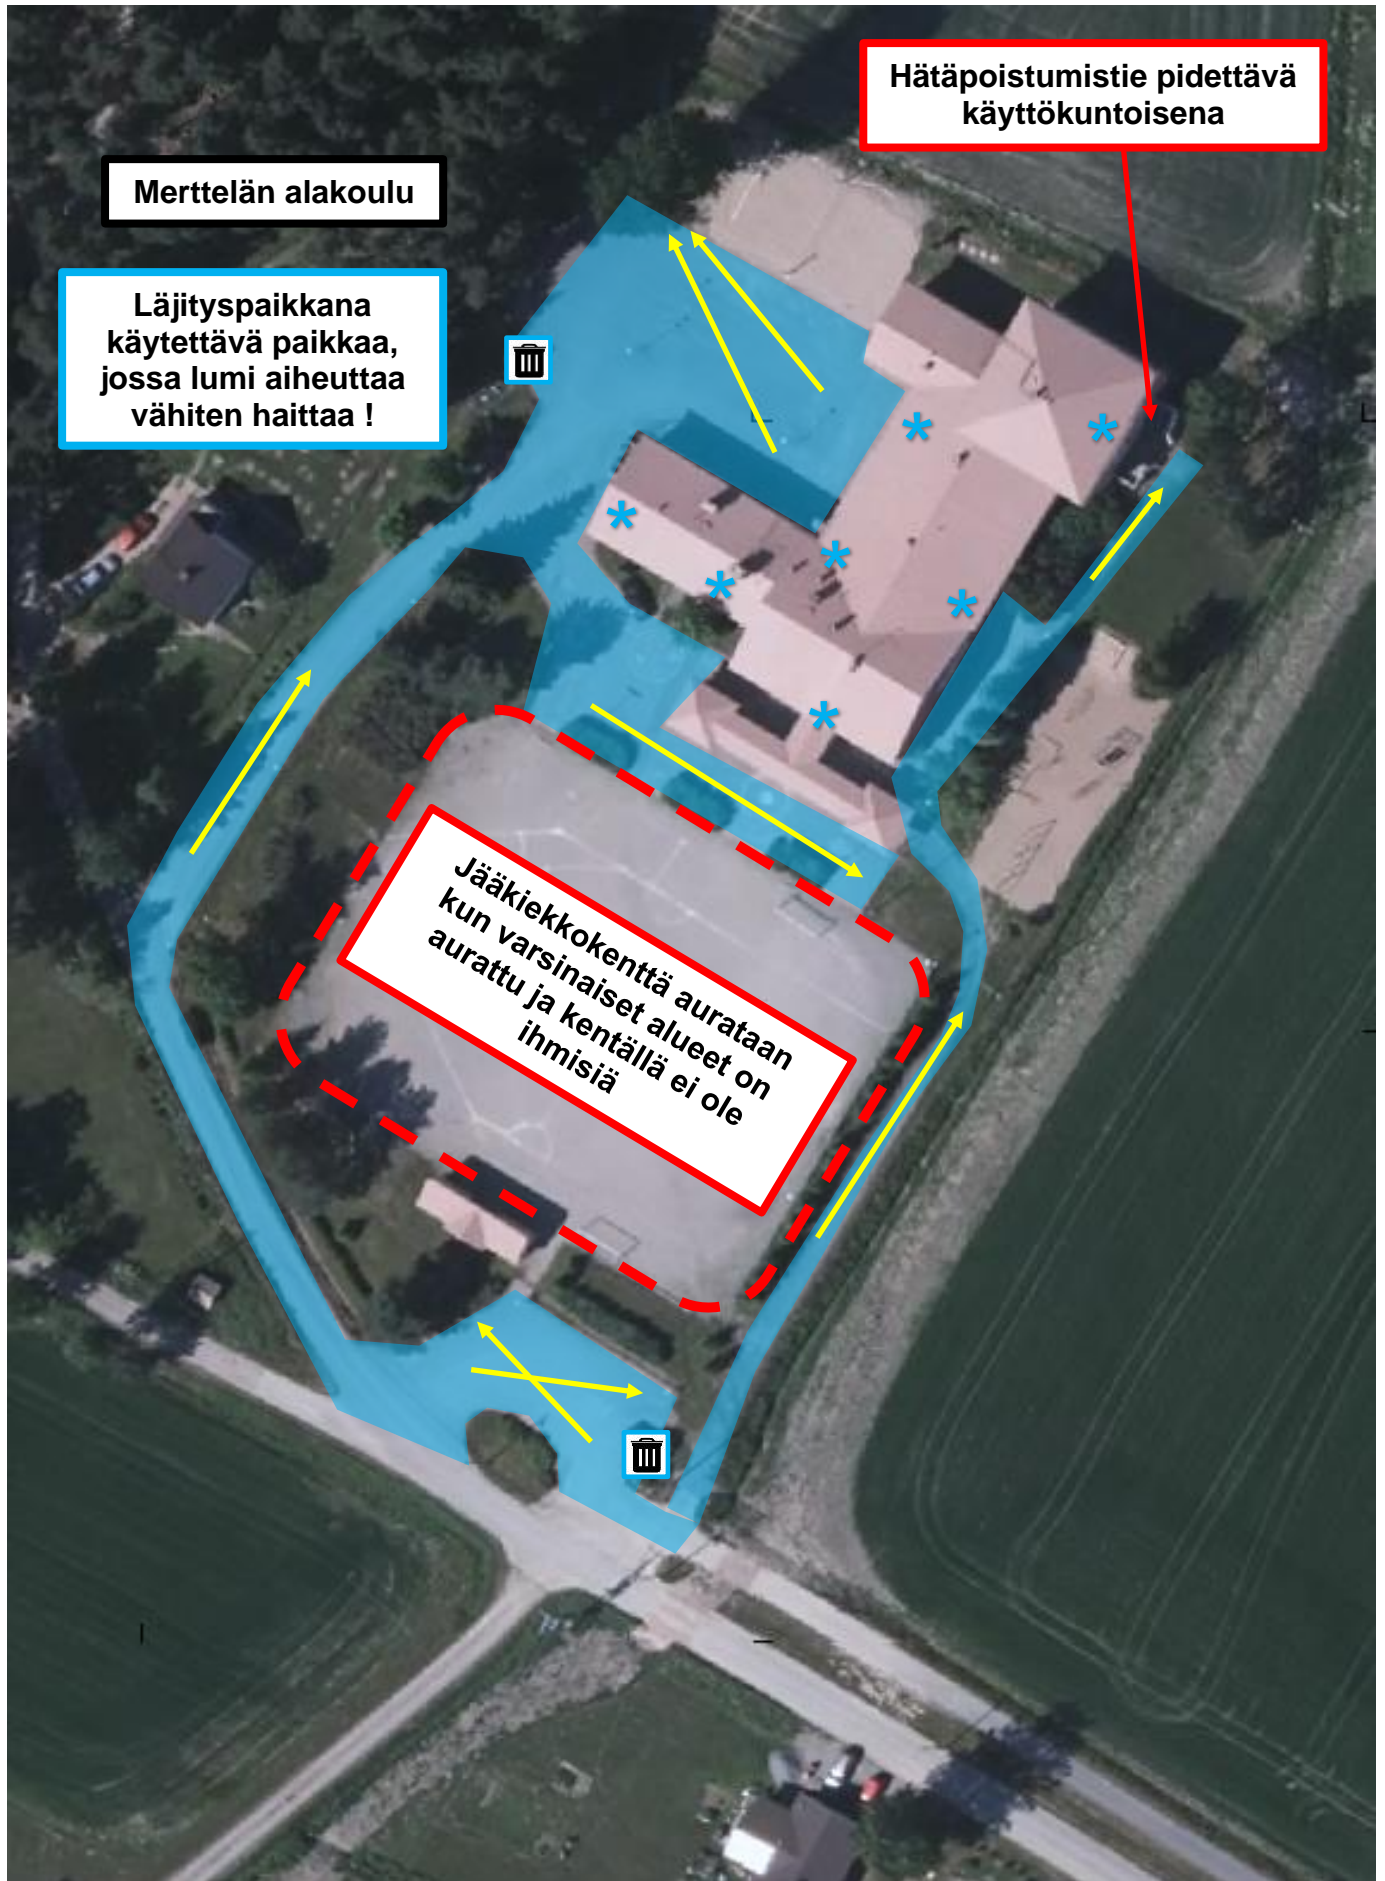 Hätäpoistumistie pidettävä
käyttökuntoisena
Merttelän alakoulu
Läjityspaikkana
käytettävä paikkaa,
jossa lumi aiheuttaa
vähiten haittaa !
Jääkiekkokenttä aurataan
kun varsinaiset alueet on
aurattu ja kentällä ei ole
ihmisiä